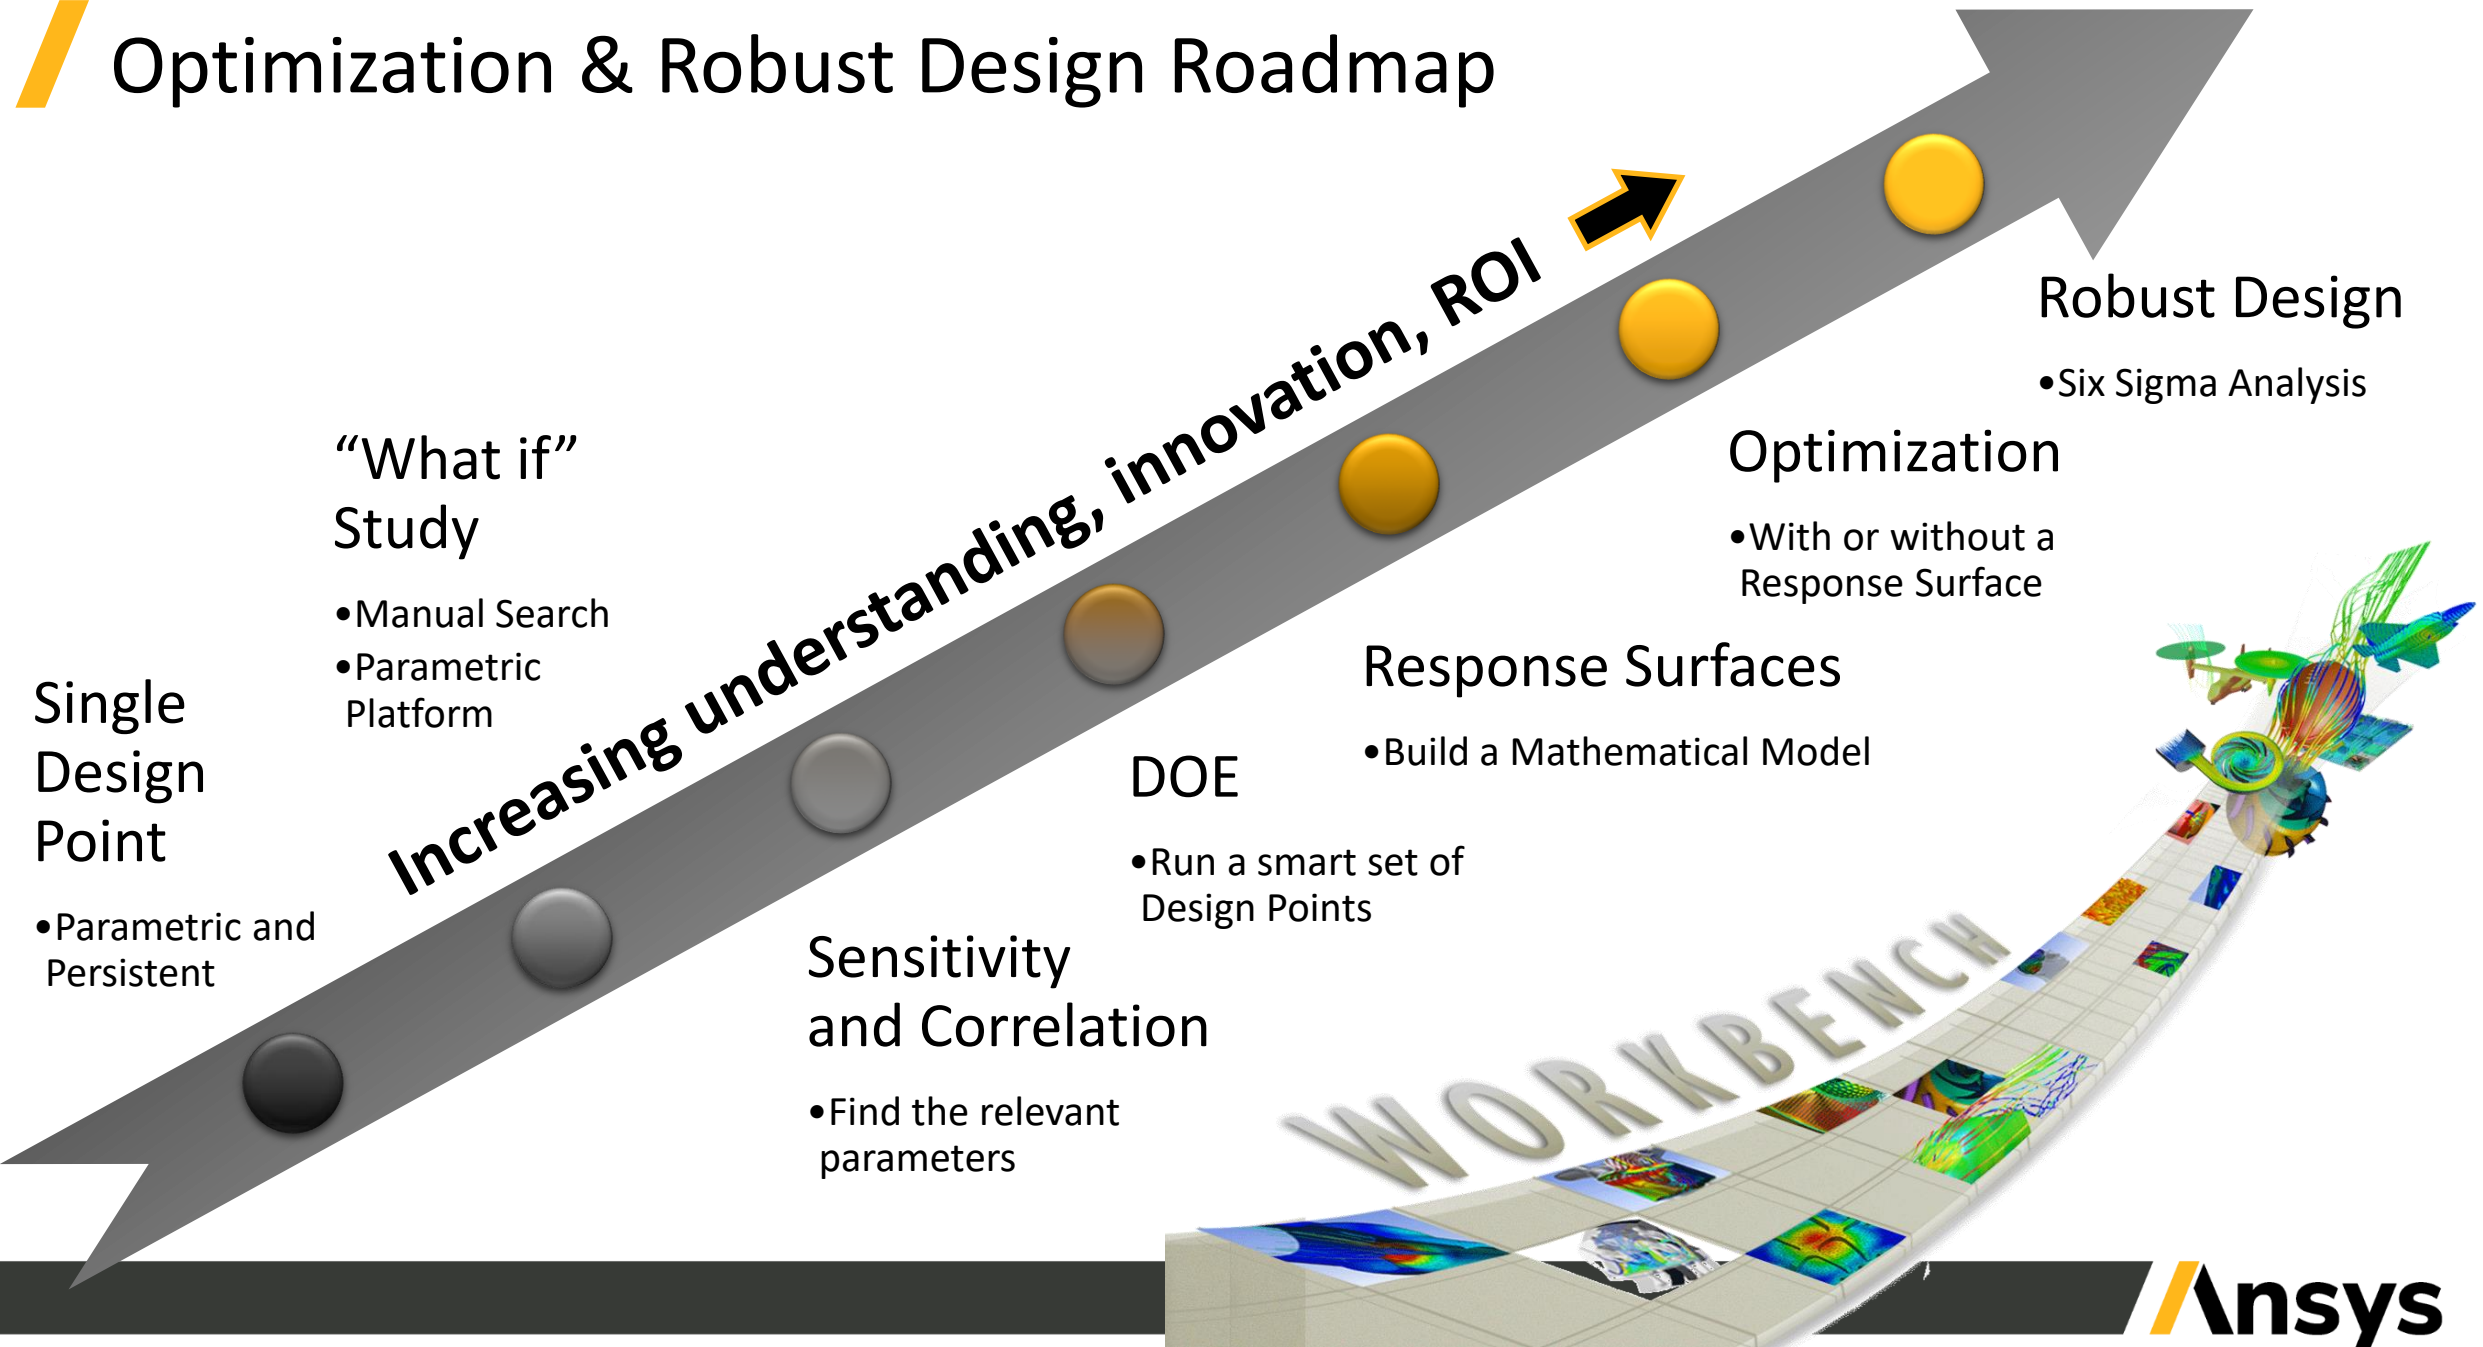 Optimization & Robust Design Roadmap
Increasing understanding, innovation, ROI
Single
Design
Point
•Parametric and
Persistent
“What if”
Study
•Manual Search
•Parametric
Platform
Sensitivity
and Correlation
•Find the relevant
parameters
DOE
•Run a smart set of
Design Points
Response Surfaces
•Build a Mathematical Model
Optimization
•With or without a
Response Surface
Robust Design
•Six Sigma Analysis
WORKBENCH
Ansys